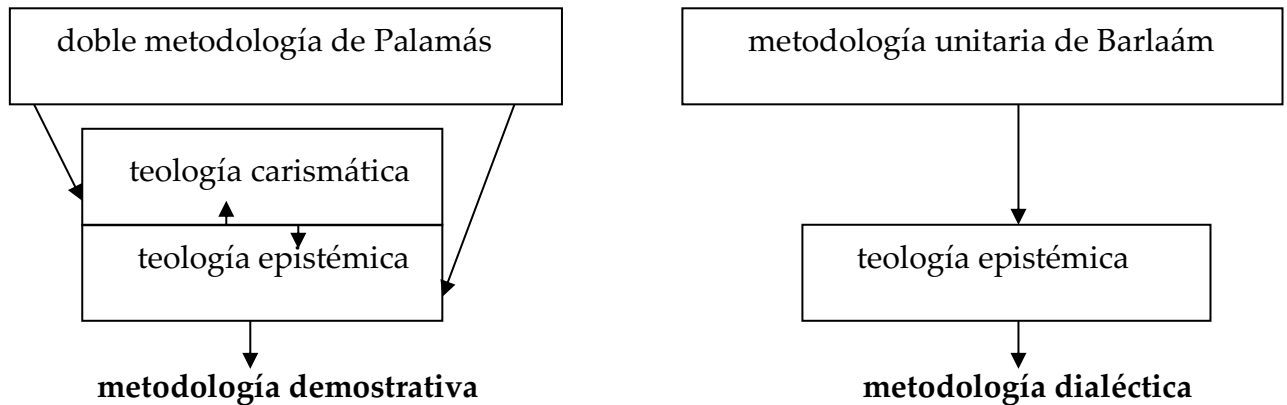 doble metodología de Palamás
teología carismática
teología epistémica
metodología demostrativa
metodología unitaria de Barlaám
teología epistémica
metodología dialéctica